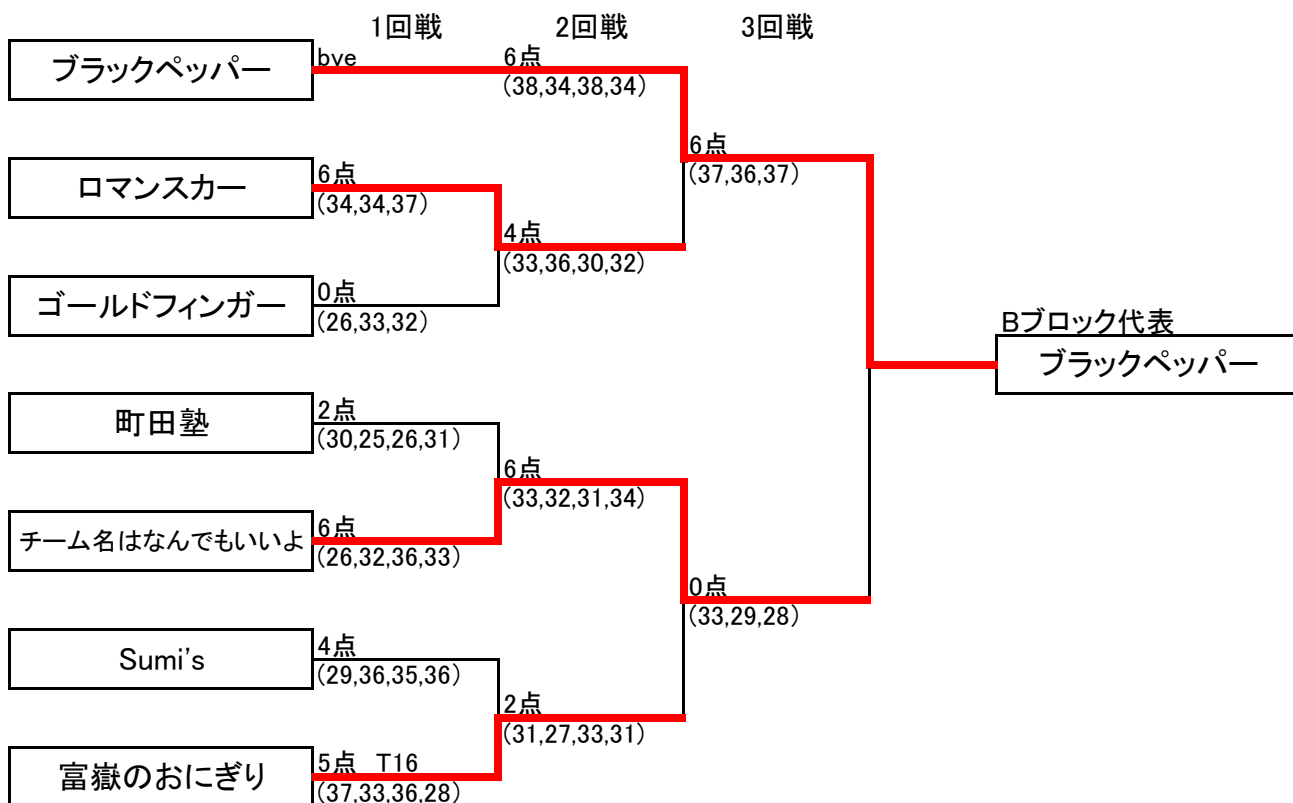 1回戦 2回戦 3回戦
ブラックペッパー
bye
6点
(38,34,38,34)
6点
(37,36,37)
ロマンスカー
6点
(34,34,37)
4点
(33,36,30,32)
ゴールドフィンガー
0点
(26,33,32)
Bブロック代表
ブラックペッパー
町田塾
2点
(30,25,26,31)
6点
(33,32,31,34)
チーム名はなんでもいいよ
6点
(26,32,36,33)
0点
(33,29,28)
Sumi's
4点
(29,36,35,36)
2点
(31,27,33,31)
富嶽のおにぎり
5点 T16
(37,33,36,28)